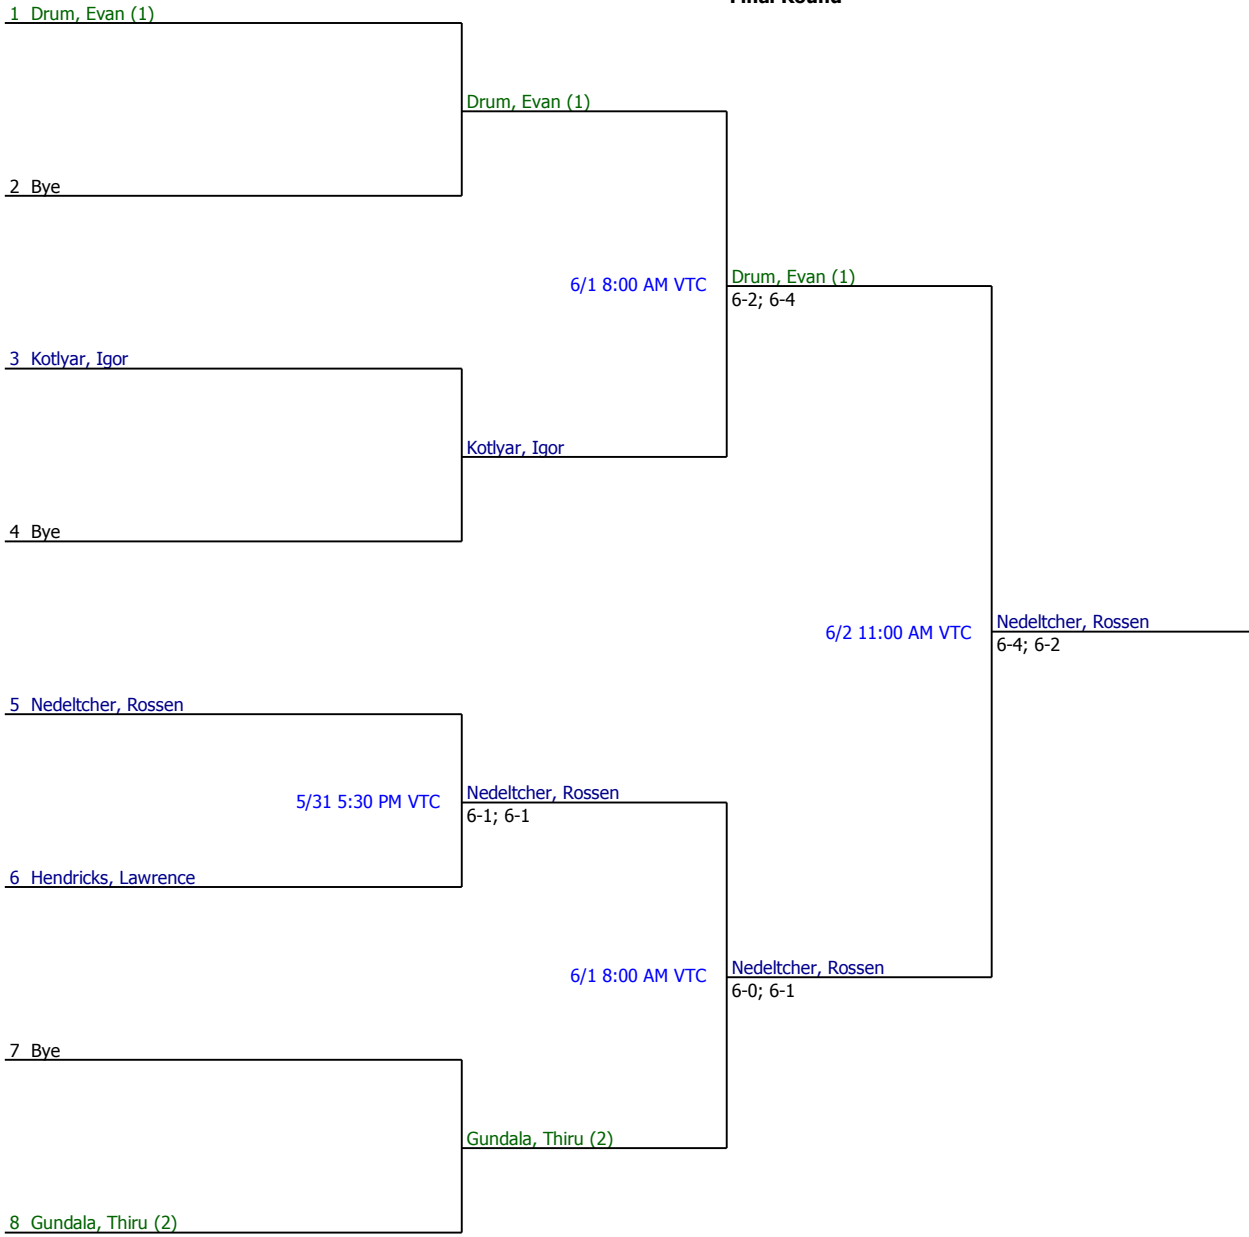 Final Round
1 Drum, Evan (1)
Drum, Evan (1)
2 Bye
6/1 8:00 AM VTC
Drum, Evan (1)
6-2; 6-4
3 Kotlyar, Igor
Kotlyar, Igor
4 Bye
6/2 11:00 AM VTC
Nedeltcher, Rossen
6-4; 6-2
5 Nedeltcher, Rossen
5/31 5:30 PM VTC
Nedeltcher, Rossen
6-1; 6-1
6 Hendricks, Lawrence
6/1 8:00 AM VTC
Nedeltcher, Rossen
6-0; 6-1
7 Bye
Gundala, Thiru (2)
8 Gundala, Thiru (2)